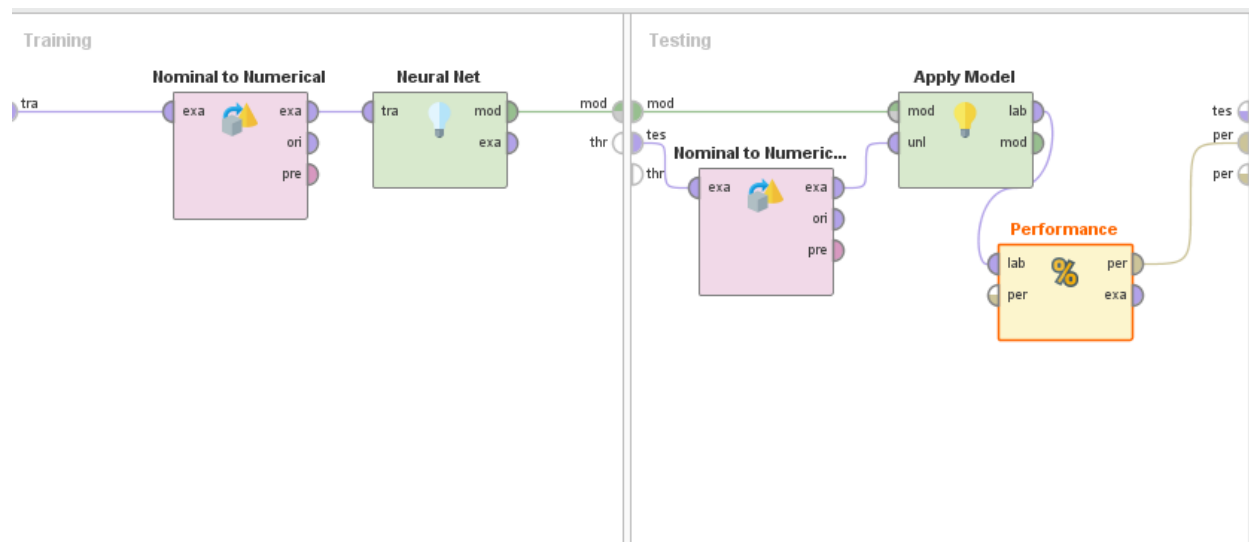 Training
Nominal to Numerical
Neural Net
tra
exa
exa
ori
pre
tra
mod
exa
mod
thr
Testing
Apply Model
mod
tes
thr
Nominal to Numeric...
exa
exa
ori
pre
mod
lab
unl
mod
Performance
lab
per
per
exa
%
tes
per
per